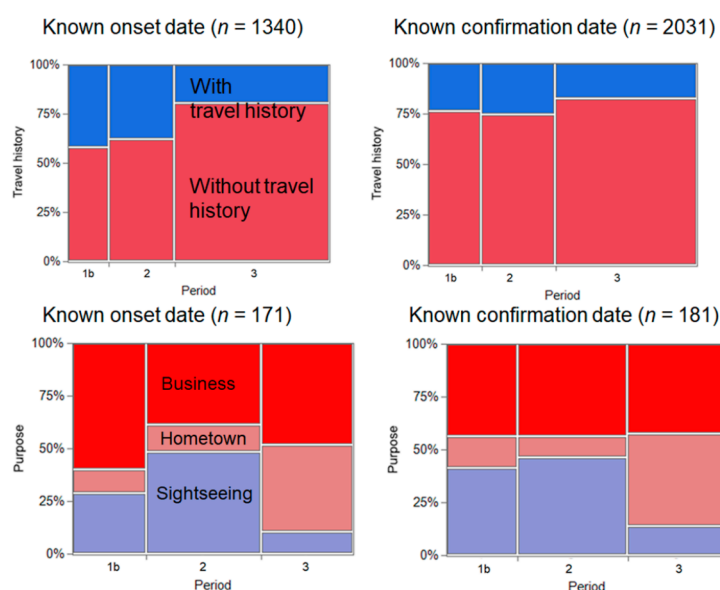 Known onset date (n = 1340)
Known confirmation date (n = 2031)
100%
75%
50%
25%
0%
Travel history
With
travel history
Without travel
history
1b
2
3
Period
100%
75%
50%
25%
0%
Travel history
1b
2
3
Period
Known onset date (n = 171)
Known confirmation date (n = 181)
100%
75%
50%
25%
0%
Purpose
Business
Hometown
Sightseeing
1b
2
3
Period
100%
75%
50%
25%
0%
Purpose
1b
2
3
Period